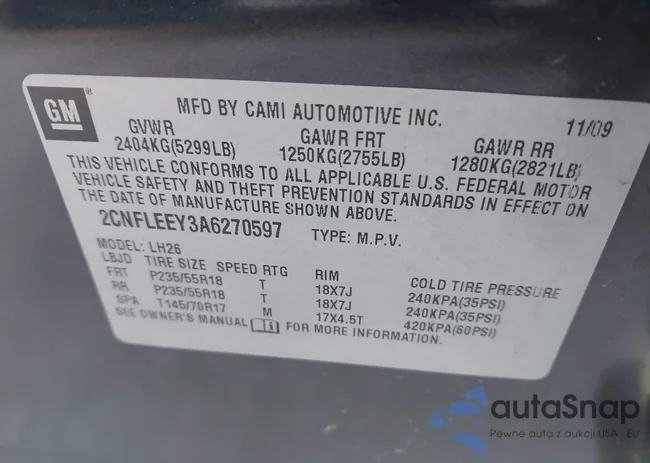 GM ®
MFD BY CAMI AUTOMOTIVE INC. 11/09
GVWR GAWR FRT GAWR RR
2404KG(5299LB) 1250KG(2755LB) 1280KG(2821LB)
THIS VEHICLE CONFORMS TO ALL APPLICABLE U.S. FEDERAL MOTOR
VEHICLE SAFETY AND THEFT PREVENTION STANDARDS IN EFFECT ON
THE DATE OF MANUFACTURE SHOWN ABOVE.
2CNFLEEY3A6270597 TYPE: M.P.V.
MODEL: LH26
LBJD TIRE SIZE SPEED RTG RIM COLD TIRE PRESSURE
FRT P235/55R18 T 18X7J 240KPA(35PSI)
RR P235/55R18 T 18X7J 240KPA(35PSI)
SPA T145/70R17 M 17X4.5T 420KPA(60PSI)
SEE OWNER'S MANUAL FOR MORE INFORMATION.
autaSnap
Pewne auta z aukcji USA - EU